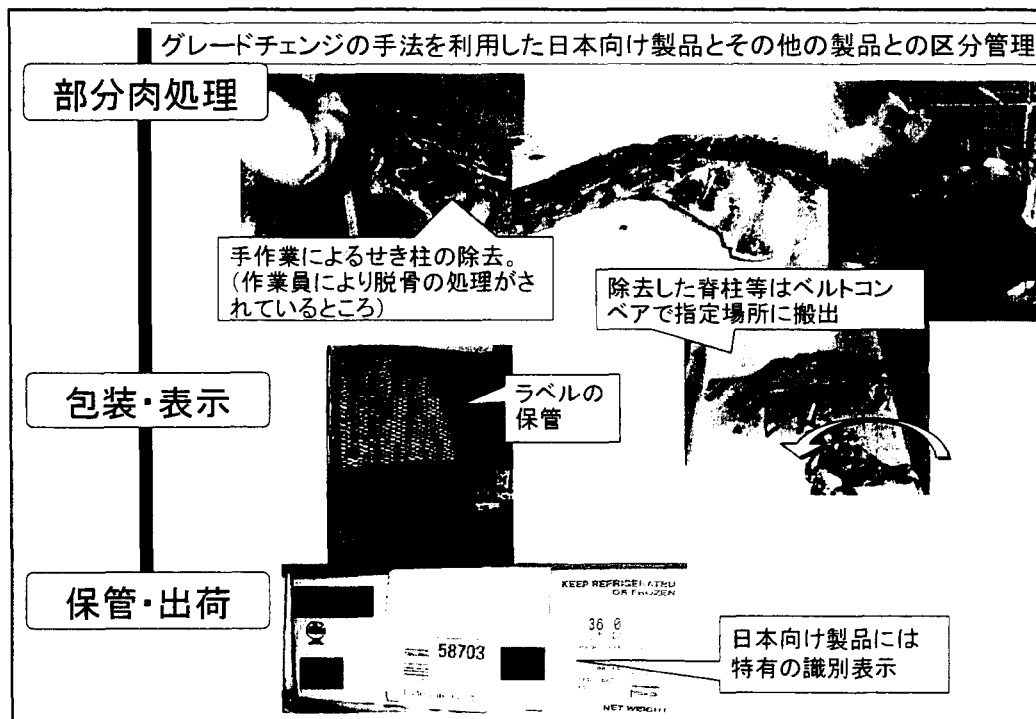 グレードチェンジの手法を利用した日本向け製品とその他の製品との区分管理
部分肉処理
手作業によるせき柱の除去。
(作業員により脱骨の処理がさ
れているところ)
除去した脊柱等はベルトコン
ベアで指定場所に搬出
包装・表示
ラベルの
保管
保管・出荷
KEEP REFRIGERATED
OR FROZEN
36 0
58703
NET WEIGHT
日本向け製品には
特有の識別表示